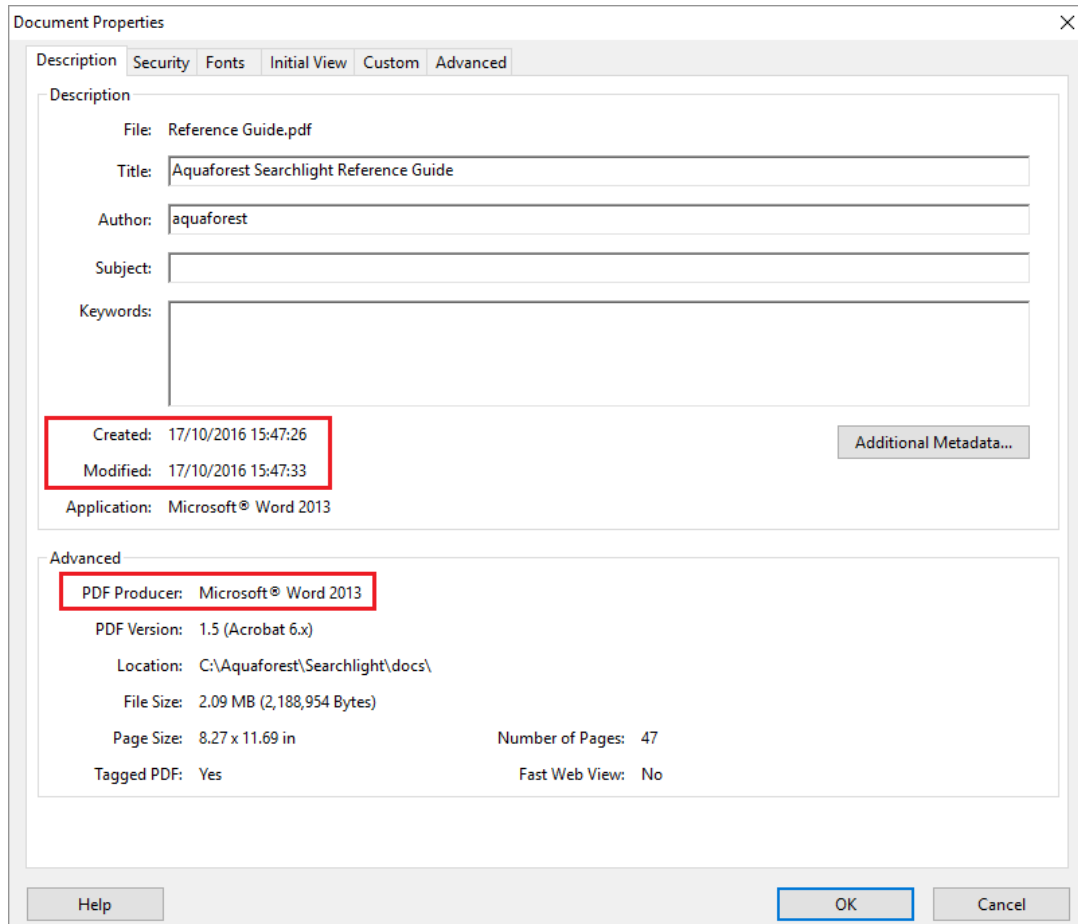 Document Properties
Description Security Fonts Initial View Custom Advanced
Description
File: Reference Guide.pdf
Title: Aquaforest Searchlight Reference Guide
Author: aquaforest
Subject:
Keywords:
Created: 17/10/2016 15:47:26
Additional Metadata...
Modified: 17/10/2016 15:47:33
Application: Microsoft® Word 2013
Advanced
PDF Producer: Microsoft® Word 2013
PDF Version: 1.5 (Acrobat 6.x)
Location: C:\Aquaforest\Searchlight\docs\
File Size: 2.09 MB (2,188,954 Bytes)
Page Size: 8.27 x 11.69 in Number of Pages: 47
Tagged PDF: Yes Fast Web View: No
Help OK Cancel